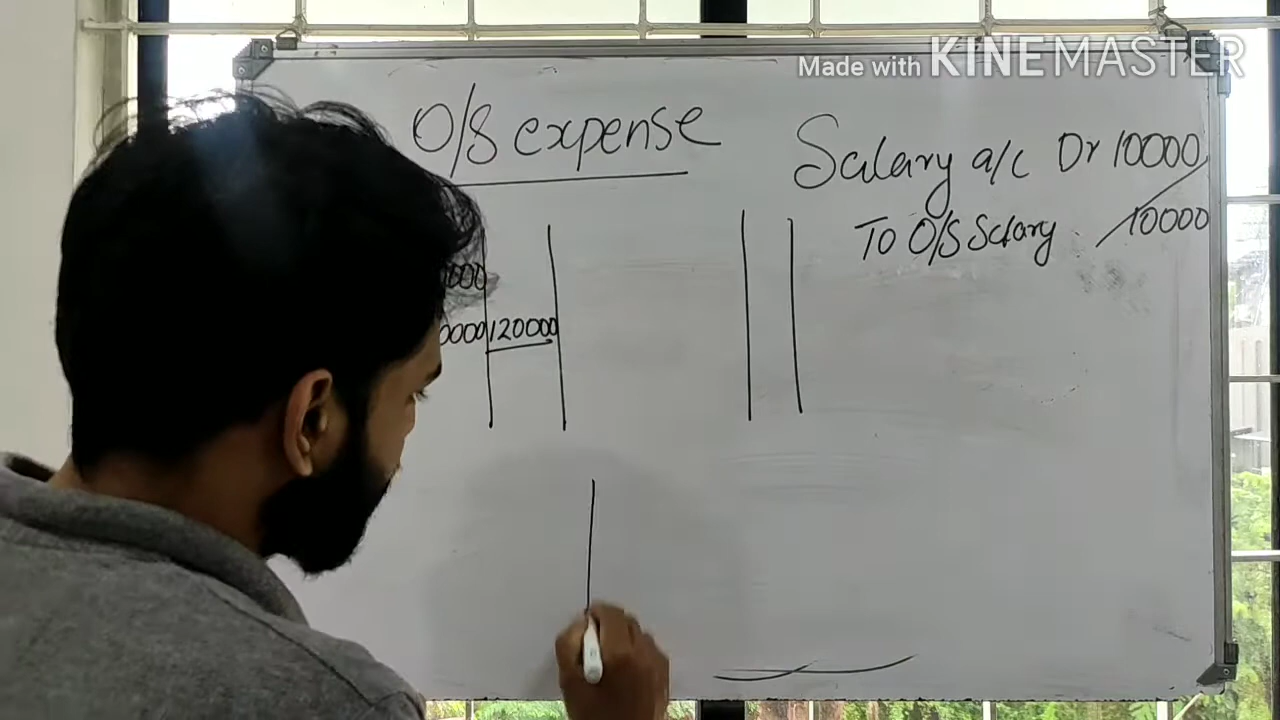 Made with KINEMASTER
O/S expense
Salary a/c Dr 10000
To O/S Salary 10000
120000